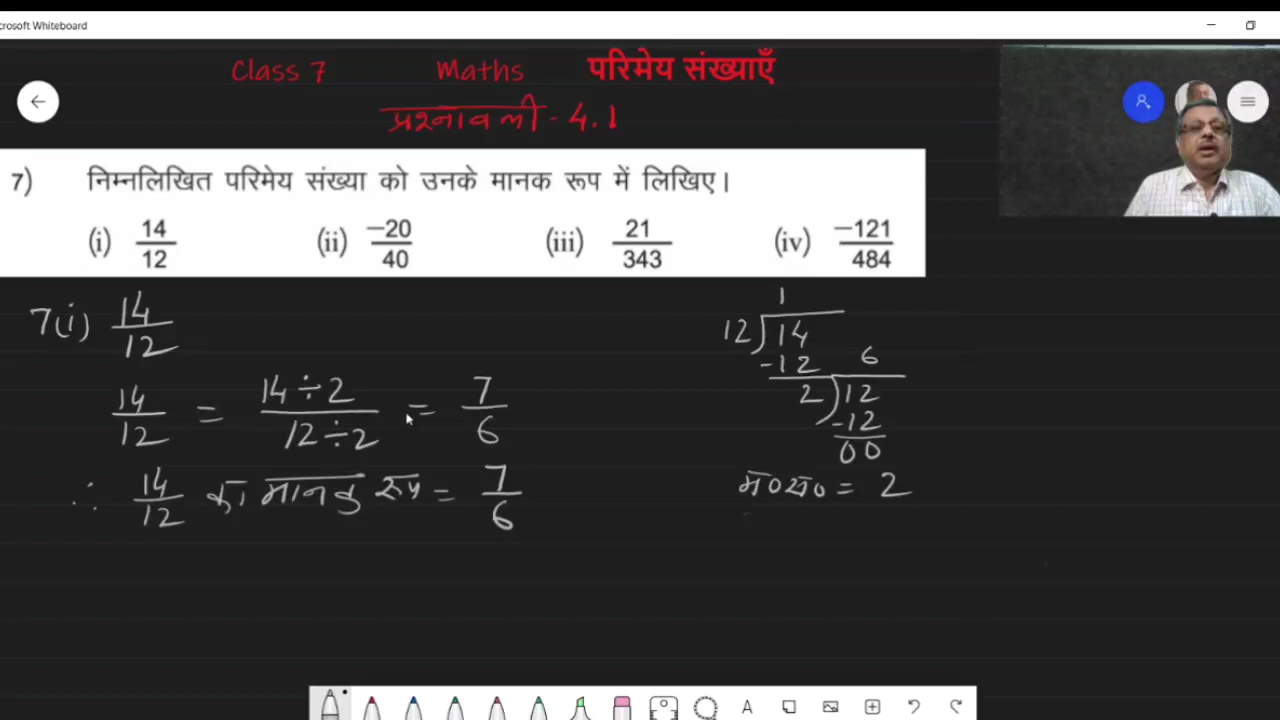 crosoft Whiteboard
Class 7 Maths परिमेय संख्याएँ
प्रश्नावली - 4.1
7) निम्नलिखित परिमेय संख्या को उनके मानक रूप में लिखिए।
(i) 14/12 (ii) −20/40 (iii) 21/343 (iv) −121/484
7(i) 14/12
14/12 = 14÷2/12÷2 = 7/6
∴ 14/12 का मानक रूप = 7/6
1
12) 14
-12 6
2) 12
-12
00
म०स० = 2
A